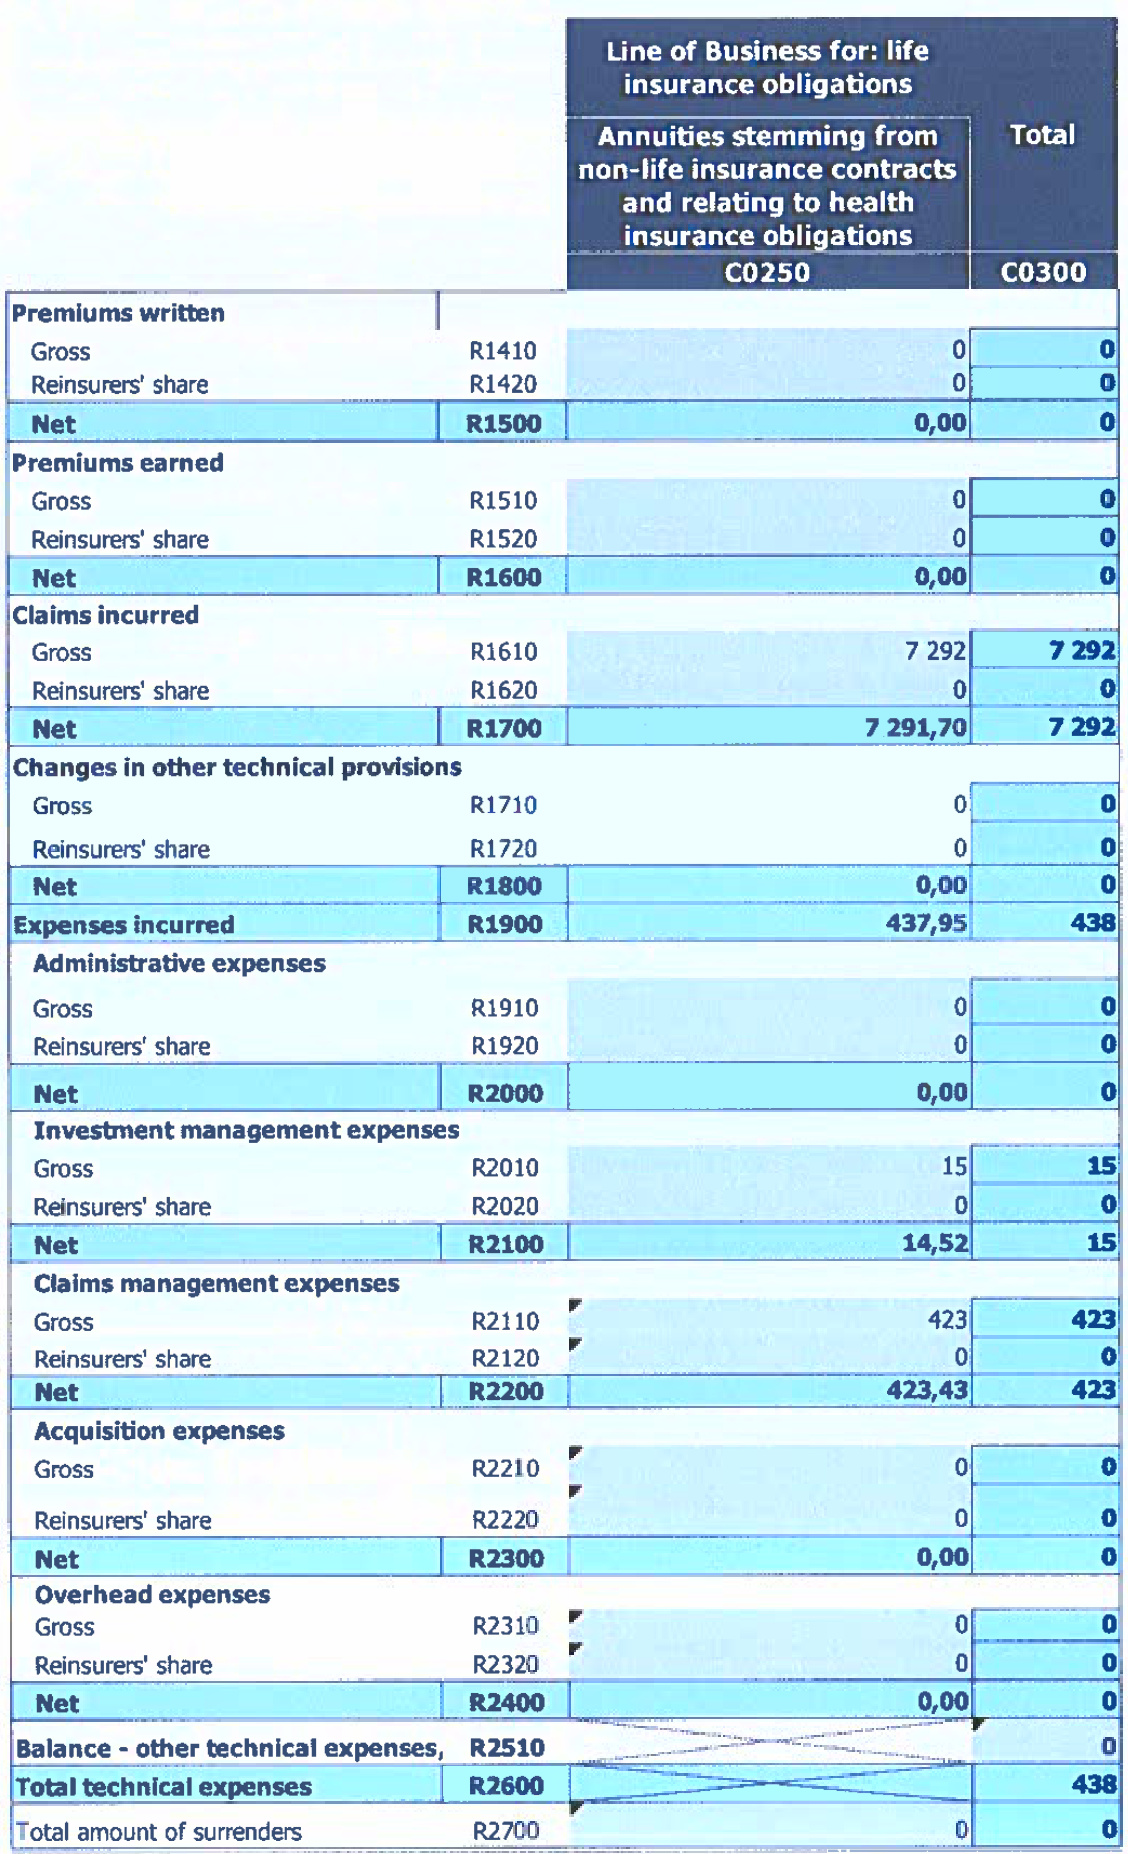 Line of Business for: life
insurance obligations
Annuities stemming from
non-life insurance contracts
and relating to health
insurance obligations
Total
C0250 C0300
Premiums written
Gross R1410 0 0
Reinsurers' share R1420 0 0
Net R1500 0,00 0
Premiums earned
Gross R1510 0 0
Reinsurers' share R1520 0 0
Net R1600 0,00 0
Claims incurred
Gross R1610 7 292 7 292
Reinsurers' share R1620 0 0
Net R1700 7 291,70 7 292
Changes in other technical provisions
Gross R1710 0 0
Reinsurers' share R1720 0 0
Net R1800 0,00 0
Expenses incurred R1900 437,95 438
Administrative expenses
Gross R1910 0 0
Reinsurers' share R1920 0 0
Net R2000 0,00 0
Investment management expenses
Gross R2010 15 15
Reinsurers' share R2020 0 0
Net R2100 14,52 15
Claims management expenses
Gross R2110 423 423
Reinsurers' share R2120 0 0
Net R2200 423,43 423
Acquisition expenses
Gross R2210 0 0
Reinsurers' share R2220 0 0
Net R2300 0,00 0
Overhead expenses
Gross R2310 0 0
Reinsurers' share R2320 0 0
Net R2400 0,00 0
Balance - other technical expenses, R2510 0
Total technical expenses R2600 438
Total amount of surrenders R2700 0 0